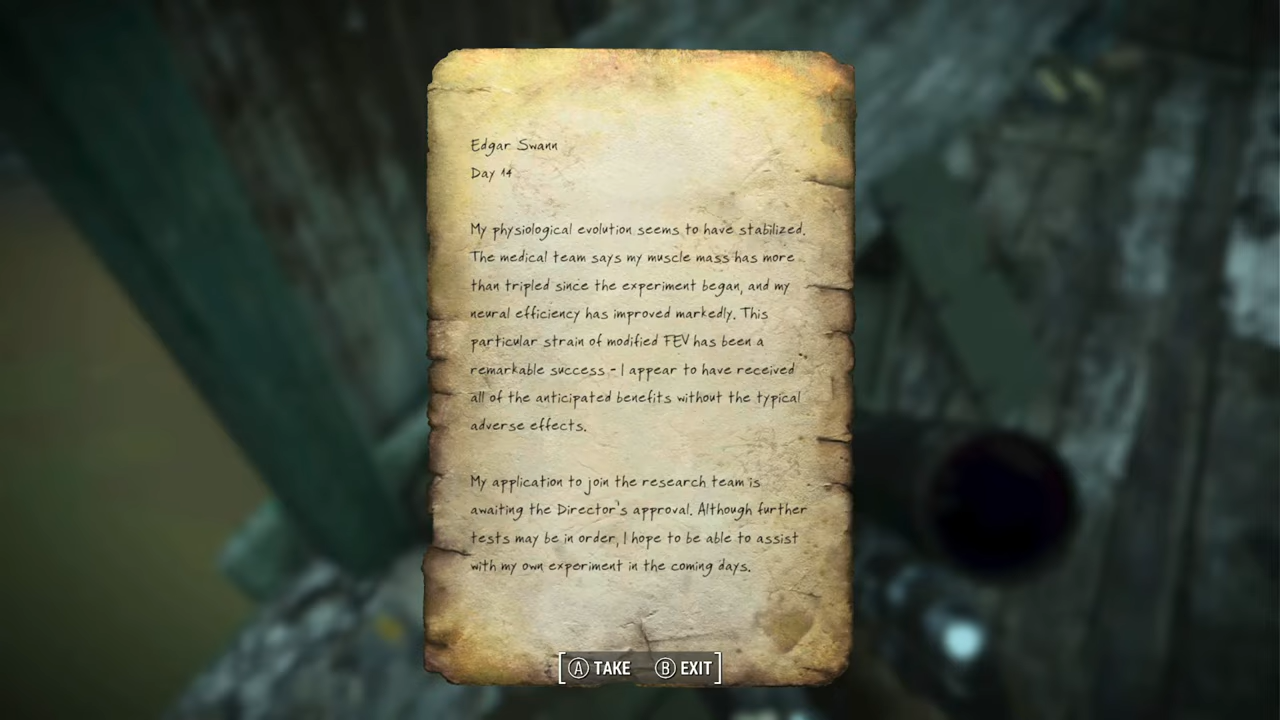 Edgar Swann
Day 14
My physiological evolution seems to have stabilized.
The medical team says my muscle mass has more
than tripled since the experiment began, and my
neural efficiency has improved markedly. This
particular strain of modified FEV has been a
remarkable success - I appear to have received
all of the anticipated benefits without the typical
adverse effects.
My application to join the research team is
awaiting the Director's approval. Although further
tests may be in order, I hope to be able to assist
with my own experiment in the coming days.
[Ⓐ TAKE Ⓑ EXIT]